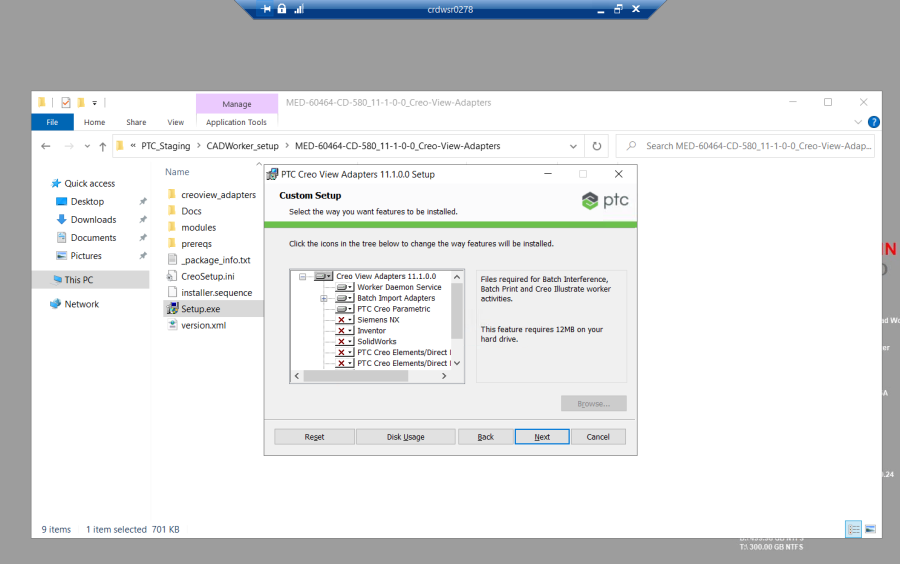 crdwsr0278
Manage
MED-60464-CD-580_11-1-0-0_Creo-View-Adapters
File
Home
Share
View
Application Tools
?
« PTC_Staging > CADWorker_setup > MED-60464-CD-580_11-1-0-0_Creo-View-Adapters
Search MED-60464-CD-580_11-1-0-0_Creo-View-Adap...
Quick access
Desktop
Downloads
Documents
Pictures
This PC
Network
Name
creoview_adapters
Docs
modules
prereqs
_package_info.txt
CreoSetup.ini
installer.sequence
Setup.exe
version.xml
PTC Creo View Adapters 11.1.0.0 Setup
Custom Setup
Select the way you want features to be installed.
ptc
Click the icons in the tree below to change the way features will be installed.
Creo View Adapters 11.1.0.0
Worker Daemon Service
Batch Import Adapters
PTC Creo Parametric
Siemens NX
Inventor
SolidWorks
PTC Creo Elements/Direct
PTC Creo Elements/Direct
Files required for Batch Interference,
Batch Print and Creo Illustrate worker
activities.
This feature requires 12MB on your
hard drive.
Browse...
Reset
Disk Usage
Back
Next
Cancel
IN
er
.24
9 items
1 item selected
701 KB
T:\ 300.00 GB NTFS